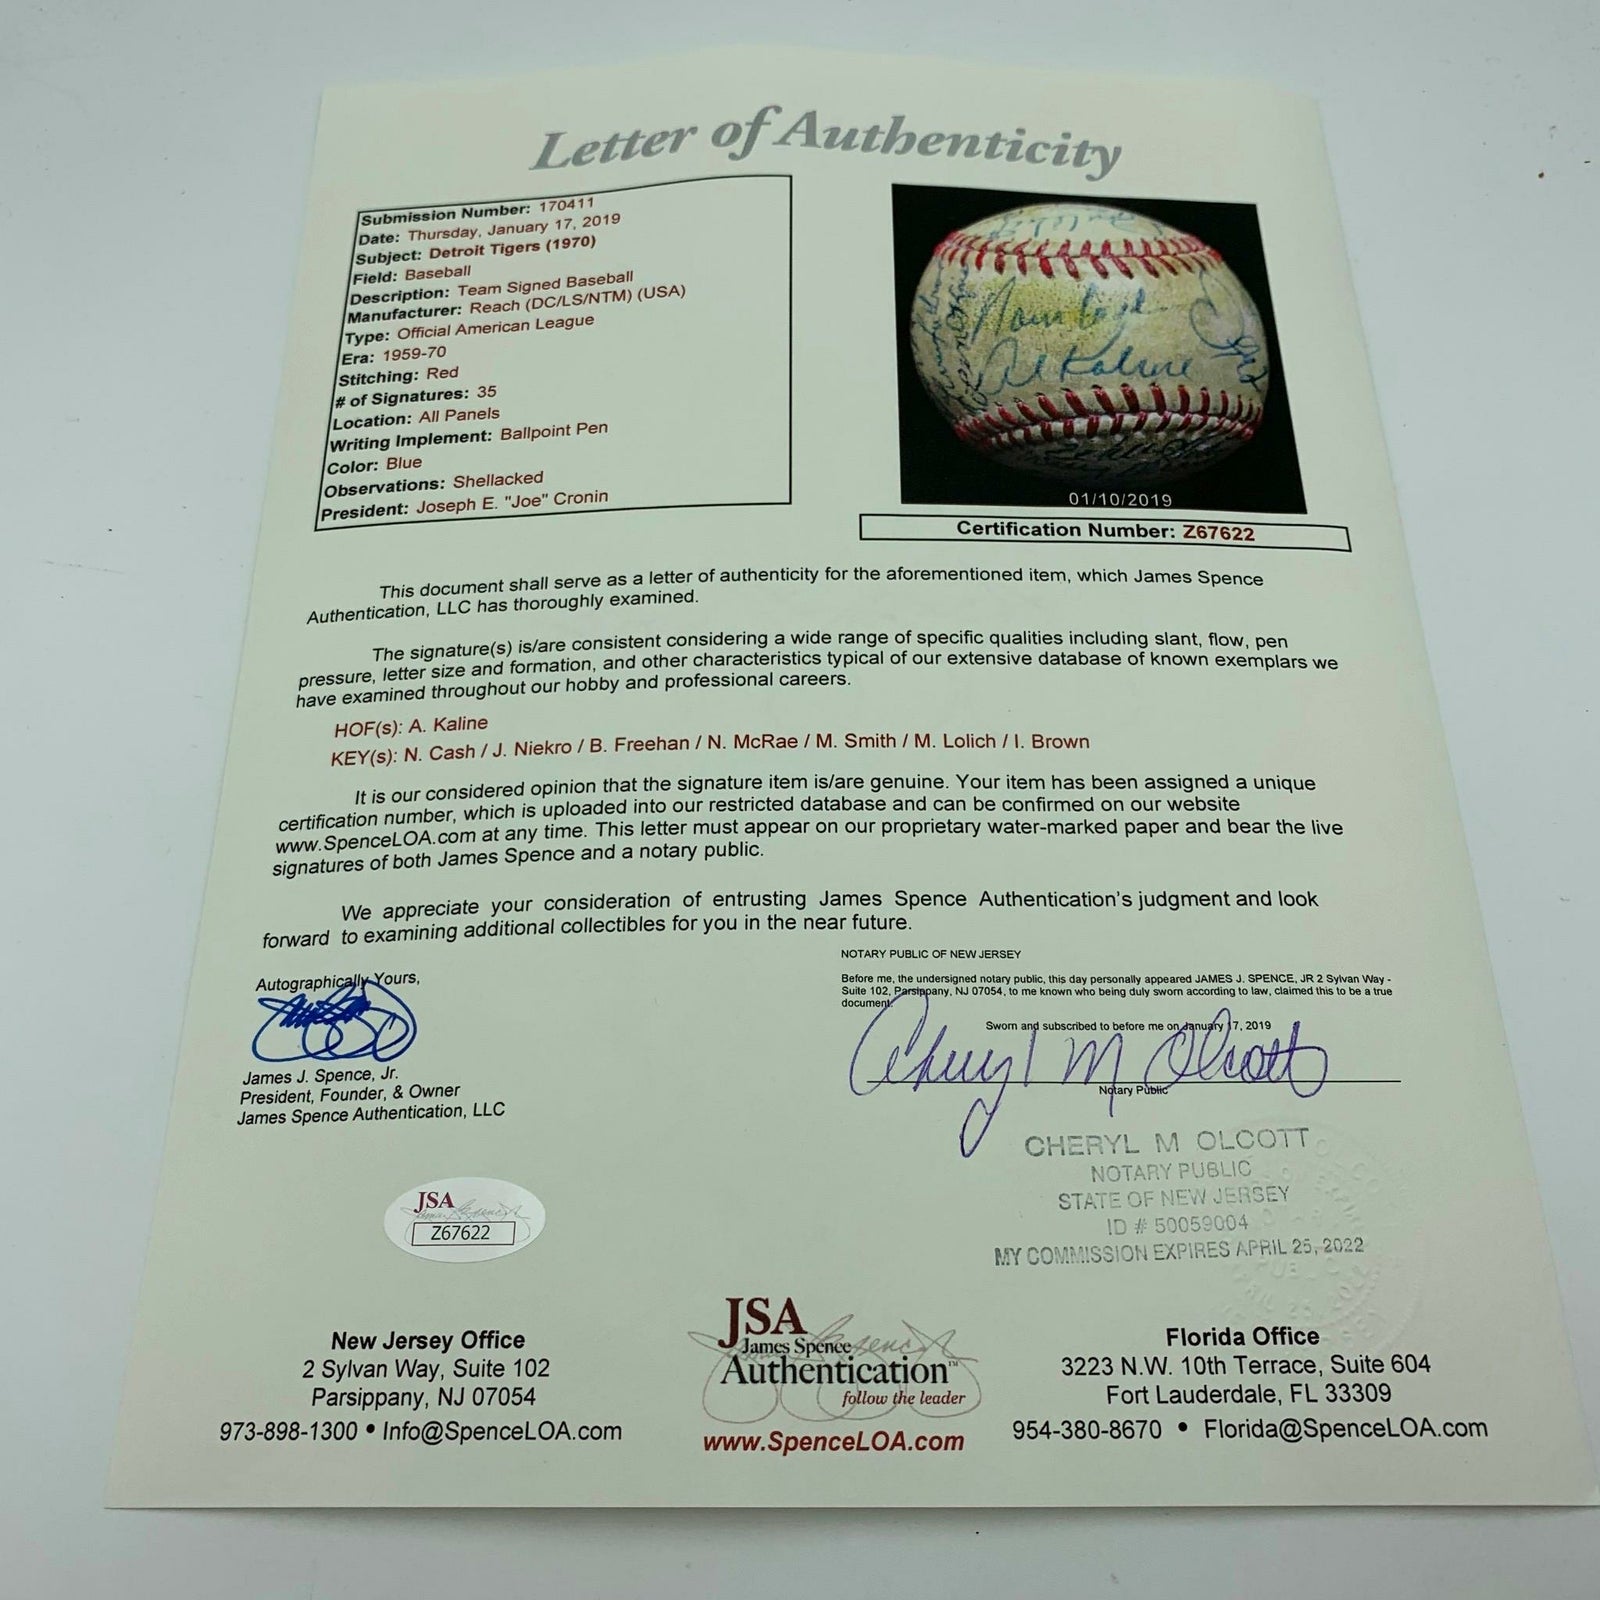 Letter of Authenticity
Submission Number: 170411
Date: Thursday, January 17, 2019
Subject: Detroit Tigers (1970)
Field: Baseball
Description: Team Signed Baseball
Manufacturer: Reach (DC/LS/NTM) (USA)
Type: Official American League
Era: 1959-70
Stitching: Red
# of Signatures: 35
Location: All Panels
Writing Implement: Ballpoint Pen
Color: Blue
Observations: Shellacked
President: Joseph E. "Joe" Cronin
Norm Cash
Al Kaline
01/10/2019
Certification Number: Z67622
This document shall serve as a letter of authenticity for the aforementioned item, which James Spence
Authentication, LLC has thoroughly examined.
The signature(s) is/are consistent considering a wide range of specific qualities including slant, flow, pen
pressure, letter size and formation, and other characteristics typical of our extensive database of known exemplars we
have examined throughout our hobby and professional careers.
HOF(s): A. Kaline
KEY(s): N. Cash / J. Niekro / B. Freehan / N. McRae / M. Smith / M. Lolich / I. Brown
It is our considered opinion that the signature item is/are genuine. Your item has been assigned a unique
certification number, which is uploaded into our restricted database and can be confirmed on our website
www.SpenceLOA.com at any time. This letter must appear on our proprietary water-marked paper and bear the live
signatures of both James Spence and a notary public.
We appreciate your consideration of entrusting James Spence Authentication's judgment and look
forward to examining additional collectibles for you in the near future.
Autographically Yours,
James J. Spence, Jr.
President, Founder, & Owner
James Spence Authentication, LLC
NOTARY PUBLIC OF NEW JERSEY
Before me, the undersigned notary public, this day personally appeared JAMES J. SPENCE, JR 2 Sylvan Way -
Suite 102, Parsippany, NJ 07054, to me known who being duly sworn according to law, claimed this to be a true
document.
Sworn and subscribed to before me on January 17, 2019
Cheryl M Olcott
Notary Public
CHERYL M OLCOTT
NOTARY PUBLIC
STATE OF NEW JERSEY
ID # 50059004
MY COMMISSION EXPIRES APRIL 25, 2022
JSA
Z67622
New Jersey Office
2 Sylvan Way, Suite 102
Parsippany, NJ 07054
973-898-1300 • Info@SpenceLOA.com
JSA
James Spence
Authentication™
follow the leader
www.SpenceLOA.com
Florida Office
3223 N.W. 10th Terrace, Suite 604
Fort Lauderdale, FL 33309
954-380-8670 • Florida@SpenceLOA.com